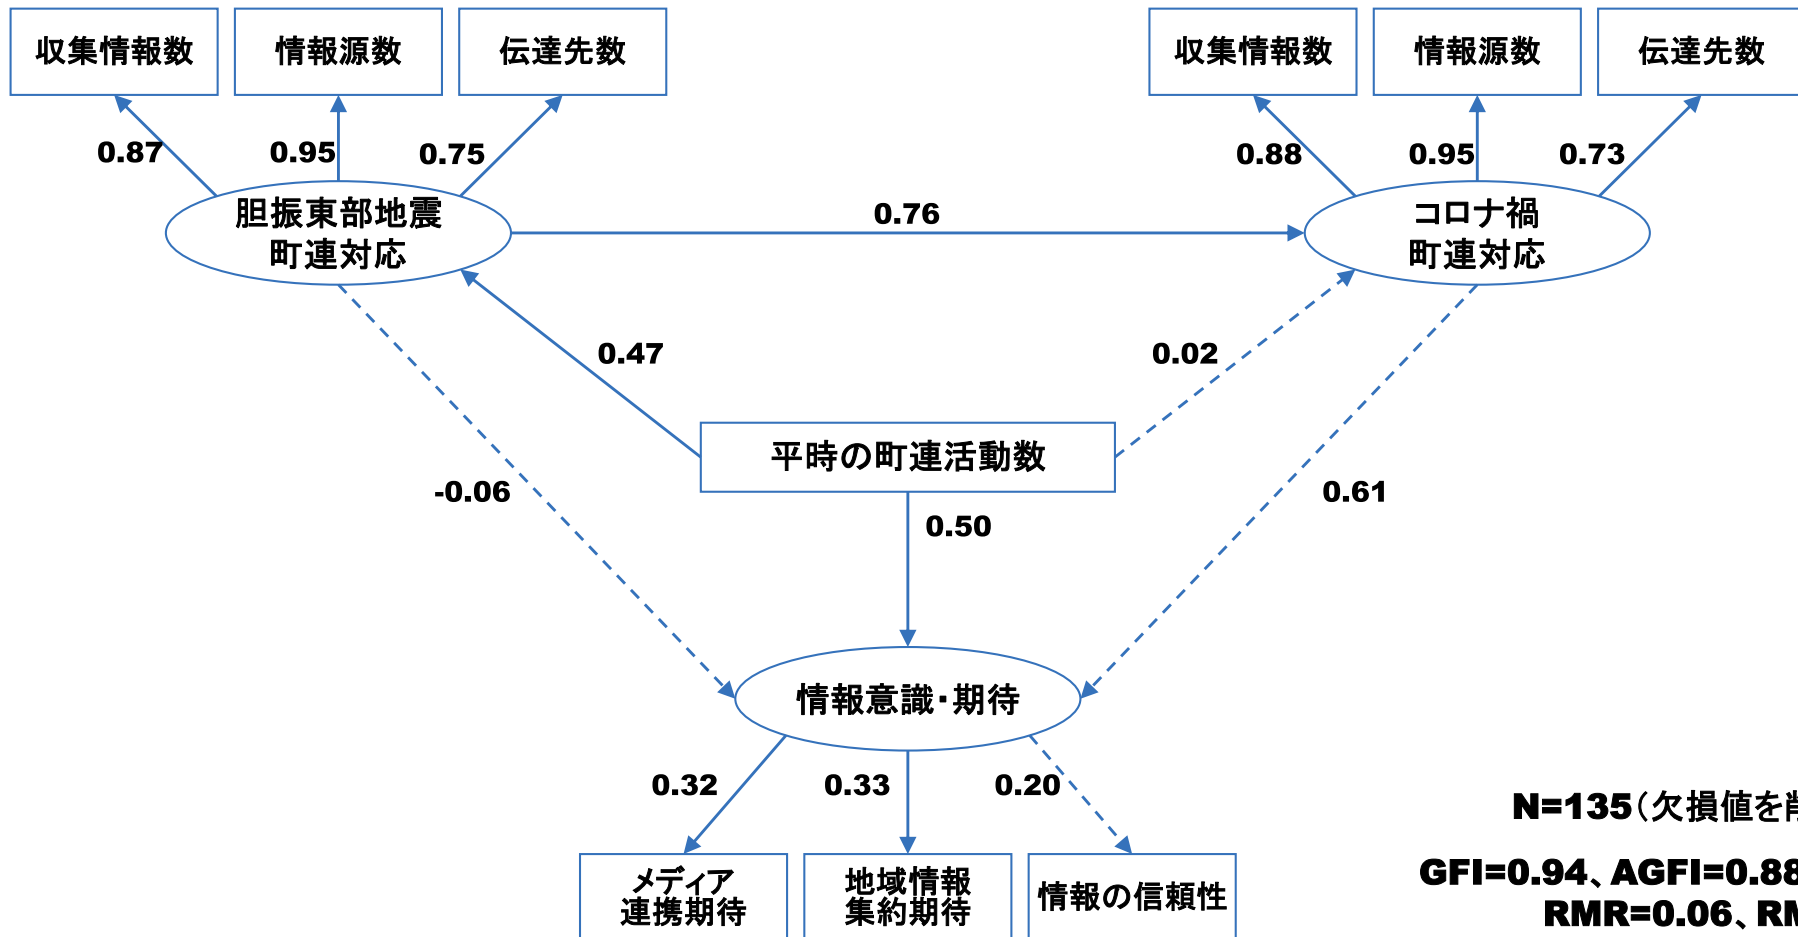 収集情報数
情報源数
伝達先数
収集情報数
情報源数
伝達先数
0.87
0.95
0.75
0.88
0.95
0.73
胆振東部地震
町連対応
0.76
コロナ禍
町連対応
0.47
0.02
平時の町連活動数
-0.06
0.61
0.50
情報意識・期待
0.32
0.33
0.20
メディア
連携期待
地域情報
集約期待
情報の信頼性
N=135（欠損値を削
GFI=0.94、AGFI=0.88
RMR=0.06、RM